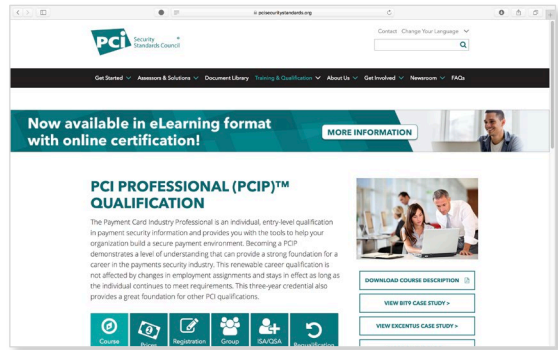 pcisecuritystandards.org
PCi Security
Standards Council
Contact Change Your Language
Get Started Assessors & Solutions Document Library Training & Qualification About Us Get Involved Newsroom FAQs
Now available in eLearning format
with online certification!
MORE INFORMATION
PCI PROFESSIONAL (PCIP)™
QUALIFICATION
The Payment Card Industry Professional is an individual, entry-level qualification
in payment security information and provides you with the tools to help your
organization build a secure payment environment. Becoming a PCIP
demonstrates a level of understanding that can provide a strong foundation for a
career in the payments security industry. This renewable career qualification is
not affected by changes in employment assignments and stays in effect as long as
the individual continues to meet requirements. This three-year credential also
provides a great foundation for other PCI qualifications.
DOWNLOAD COURSE DESCRIPTION
VIEW BIT9 CASE STUDY >
VIEW EXCENTUS CASE STUDY >
Course Prices Registration Group ISA/QSA Requalification